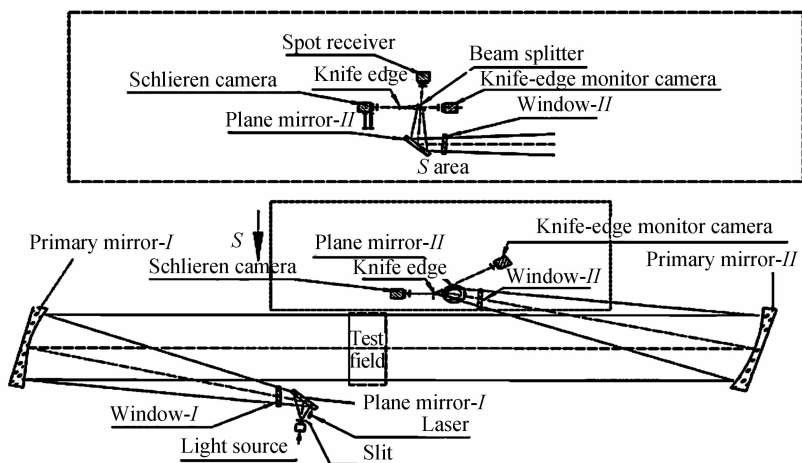 Spot receiver
Beam splitter
Knife edge
Schlieren camera
Knife-edge monitor camera
Window-II
Plane mirror-II
S area
S
Knife-edge monitor camera
Primary mirror-I
Plane mirror-II
Primary mirror-II
Schlieren camera
Knife edge
Window-II
Test
field
Plane mirror-I
Window-I
Laser
Light source
Slit